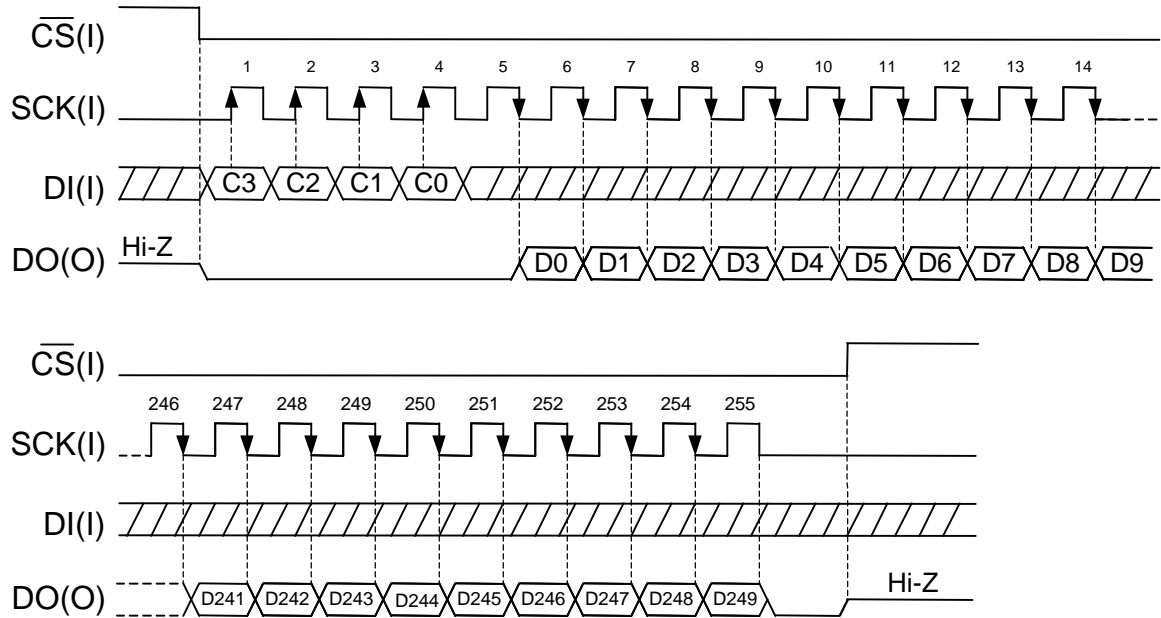 CS(I)
1 2 3 4 5 6 7 8 9 10 11 12 13 14
SCK(I)
DI(I) C3 C2 C1 C0
DO(O) Hi-Z D0 D1 D2 D3 D4 D5 D6 D7 D8 D9
CS(I)
246 247 248 249 250 251 252 253 254 255
SCK(I)
DI(I)
DO(O) D241 D242 D243 D244 D245 D246 D247 D248 D249 Hi-Z